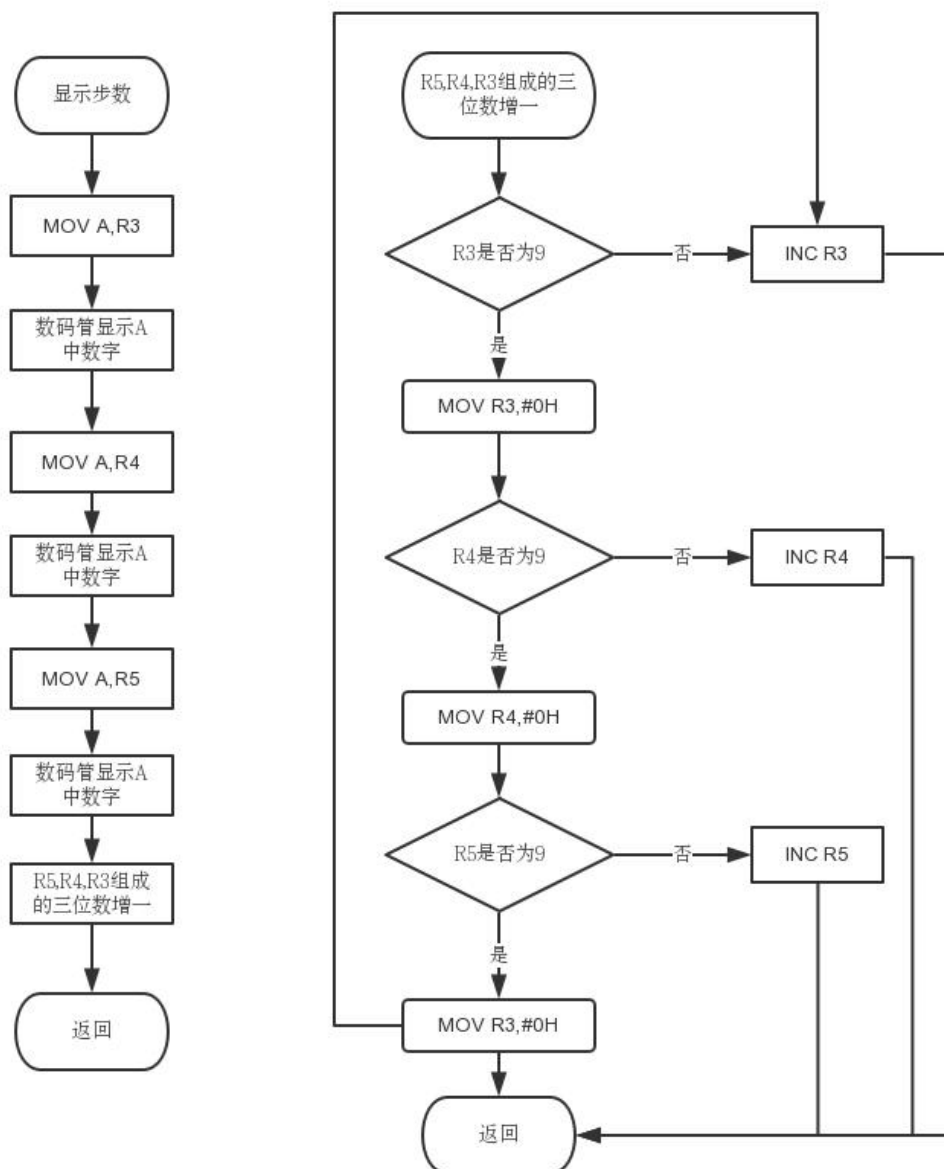 显示步数
MOV A,R3
数码管显示A
中数字
MOV A,R4
数码管显示A
中数字
MOV A,R5
数码管显示A
中数字
R5,R4,R3组成
的三位数增一
返回
R5,R4,R3组成的三
位数增一
R3是否为9
否
INC R3
是
MOV R3,#0H
R4是否为9
否
INC R4
是
MOV R4,#0H
R5是否为9
否
INC R5
是
MOV R3,#0H
返回